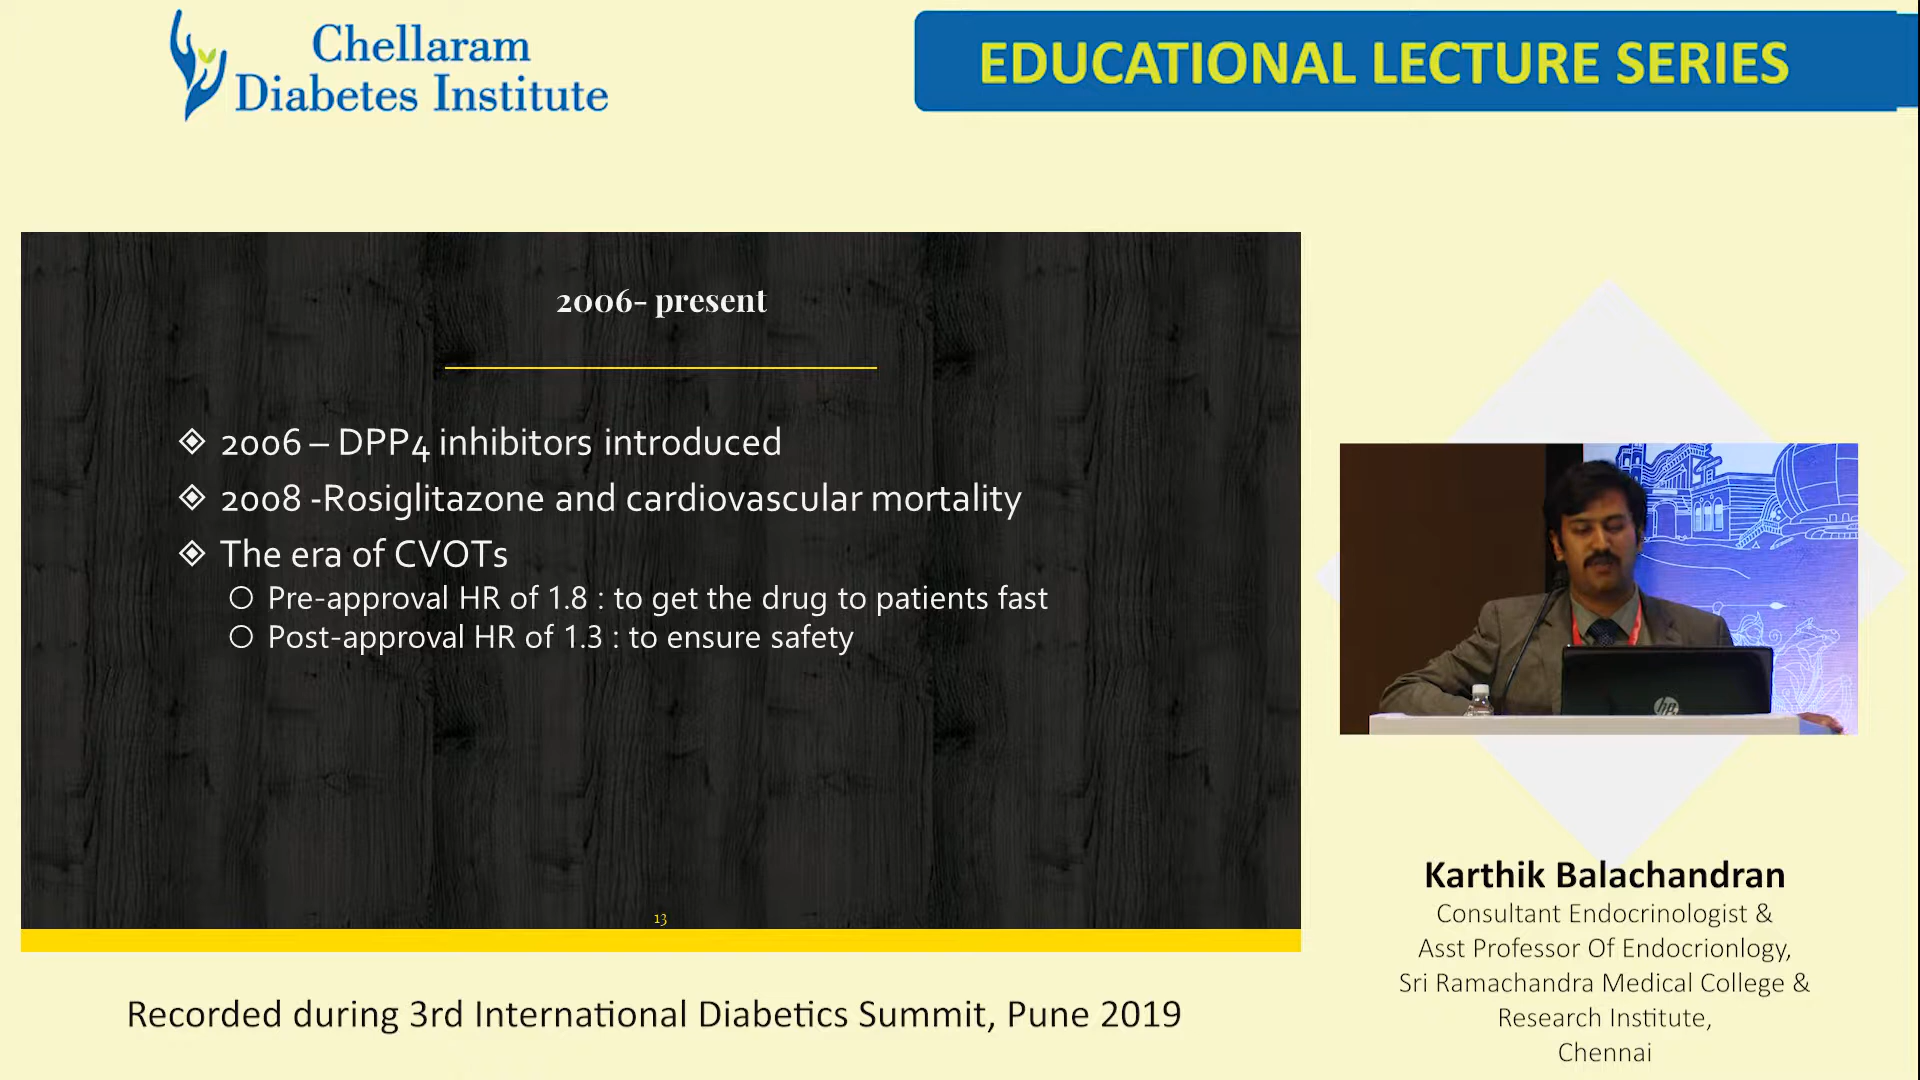 Chellaram
Diabetes Institute
EDUCATIONAL LECTURE SERIES
2006- present
2006 – DPP4 inhibitors introduced
2008 -Rosiglitazone and cardiovascular mortality
The era of CVOTs
Pre-approval HR of 1.8 : to get the drug to patients fast
Post-approval HR of 1.3 : to ensure safety
13
hp
Karthik Balachandran
Consultant Endocrinologist &
Asst Professor Of Endocrionlogy,
Sri Ramachandra Medical College &
Research Institute,
Chennai
Recorded during 3rd International Diabetics Summit, Pune 2019